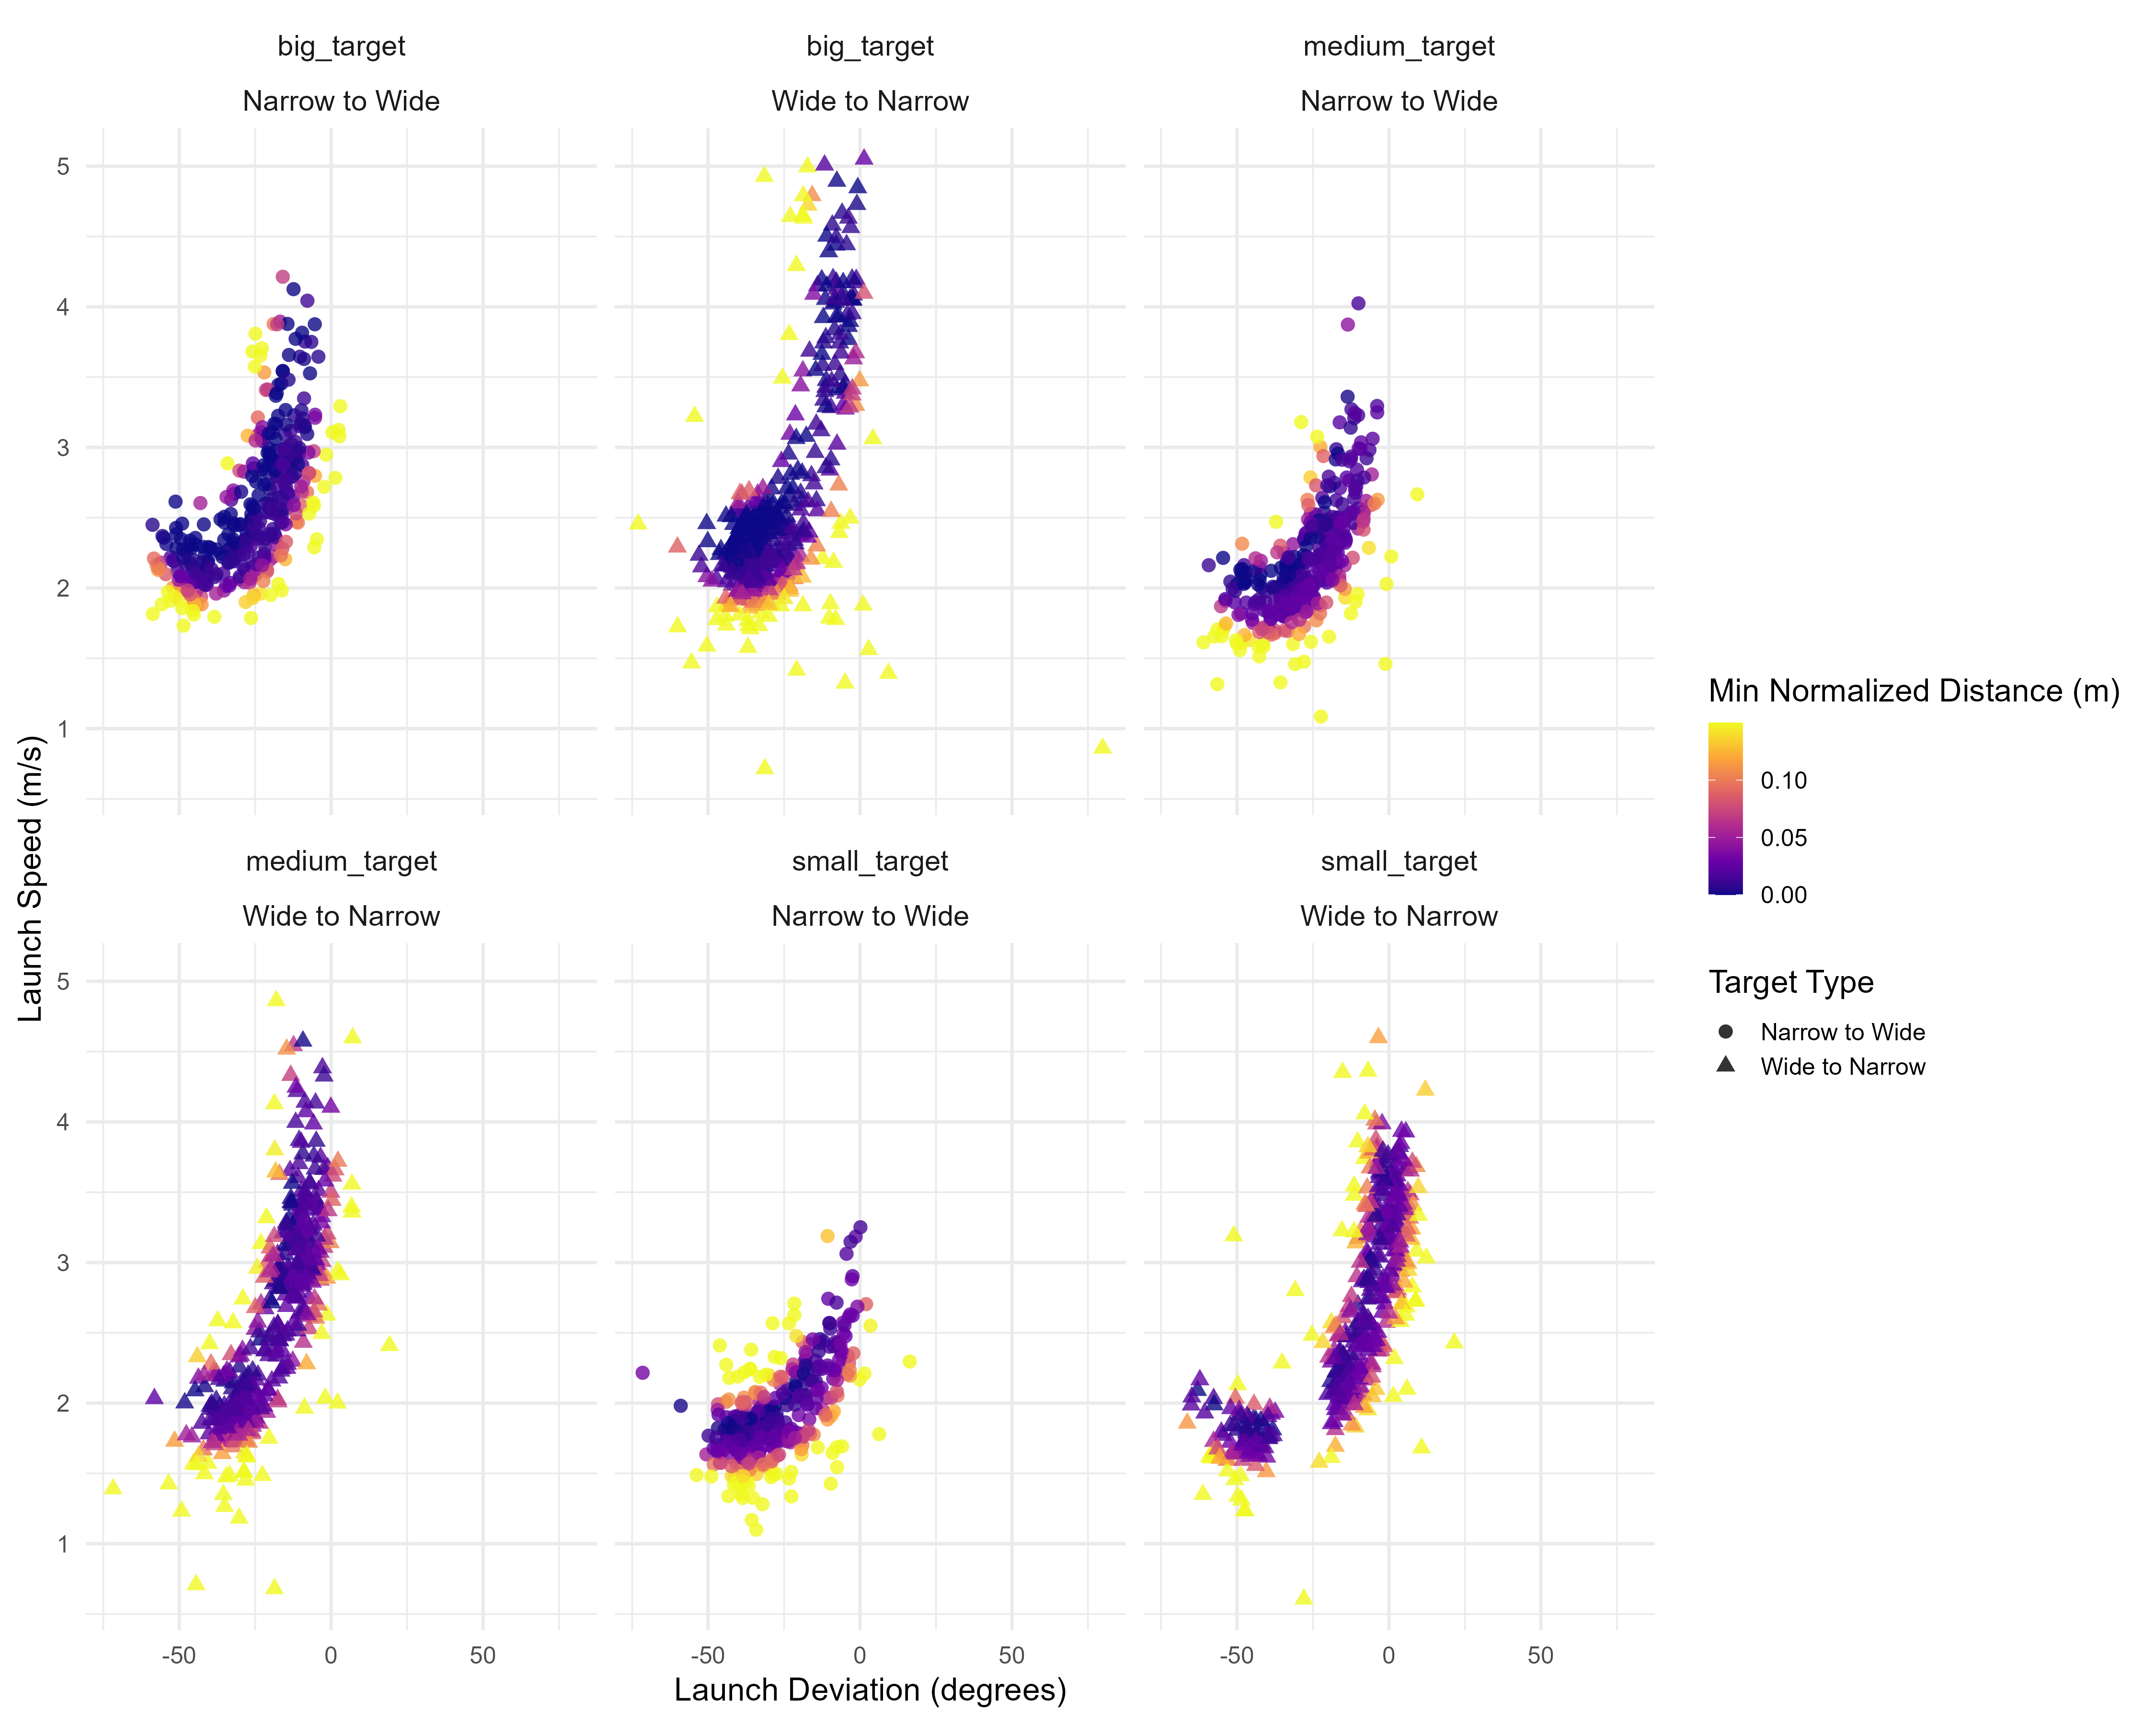 big_target
Narrow to Wide
big_target
Wide to Narrow
medium_target
Narrow to Wide
5
4
3
2
1
medium_target
Wide to Narrow
small_target
Narrow to Wide
small_target
Wide to Narrow
5
4
3
2
1
-50
0
50
-50
0
50
-50
0
50
Launch Deviation (degrees)
Launch Speed (m/s)
Min Normalized Distance (m)
0.10
0.05
0.00
Target Type
Narrow to Wide
Wide to Narrow